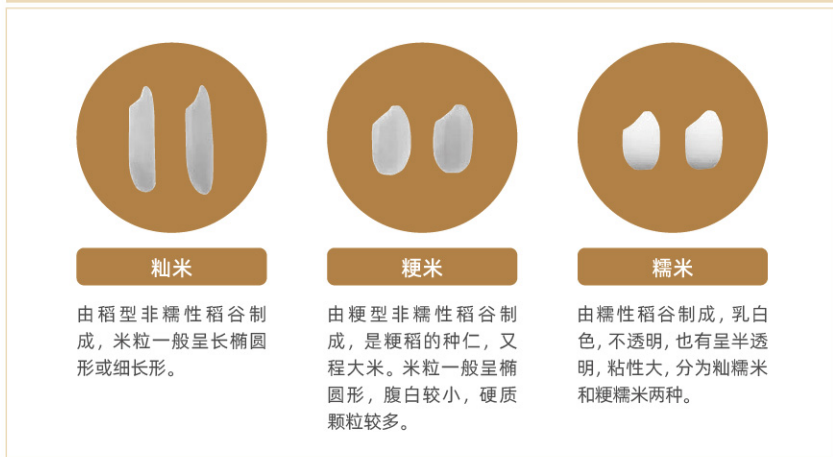 籼米
由稻型非糯性稻谷制
成，米粒一般呈长椭圆
形或细长形。
粳米
由粳型非糯性稻谷制
成，是粳稻的种仁，又
程大米。米粒一般呈椭
圆形，腹白较小，硬质
颗粒较多。
糯米
由糯性稻谷制成，乳白
色，不透明，也有呈半透
明，粘性大，分为籼糯米
和粳糯米两种。